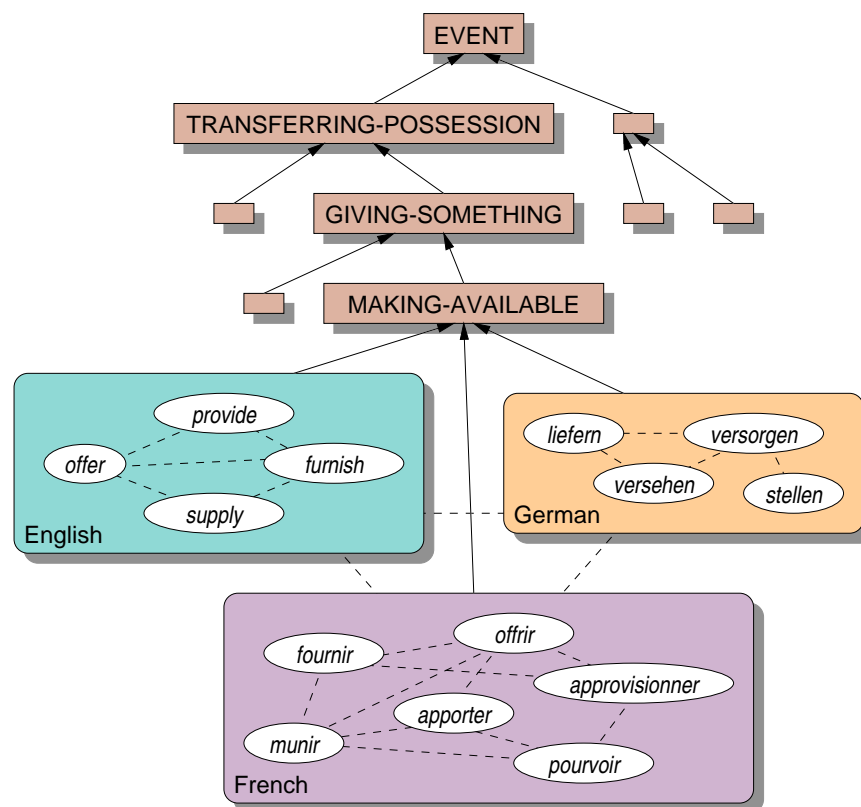 EVENT
TRANSFERRING-POSSESSION
GIVING-SOMETHING
MAKING-AVAILABLE
provide
offer
furnish
supply
English
liefern
versorgen
versehen
stellen
German
offrir
fournir
approvisionner
apporter
munir
pourvoir
French